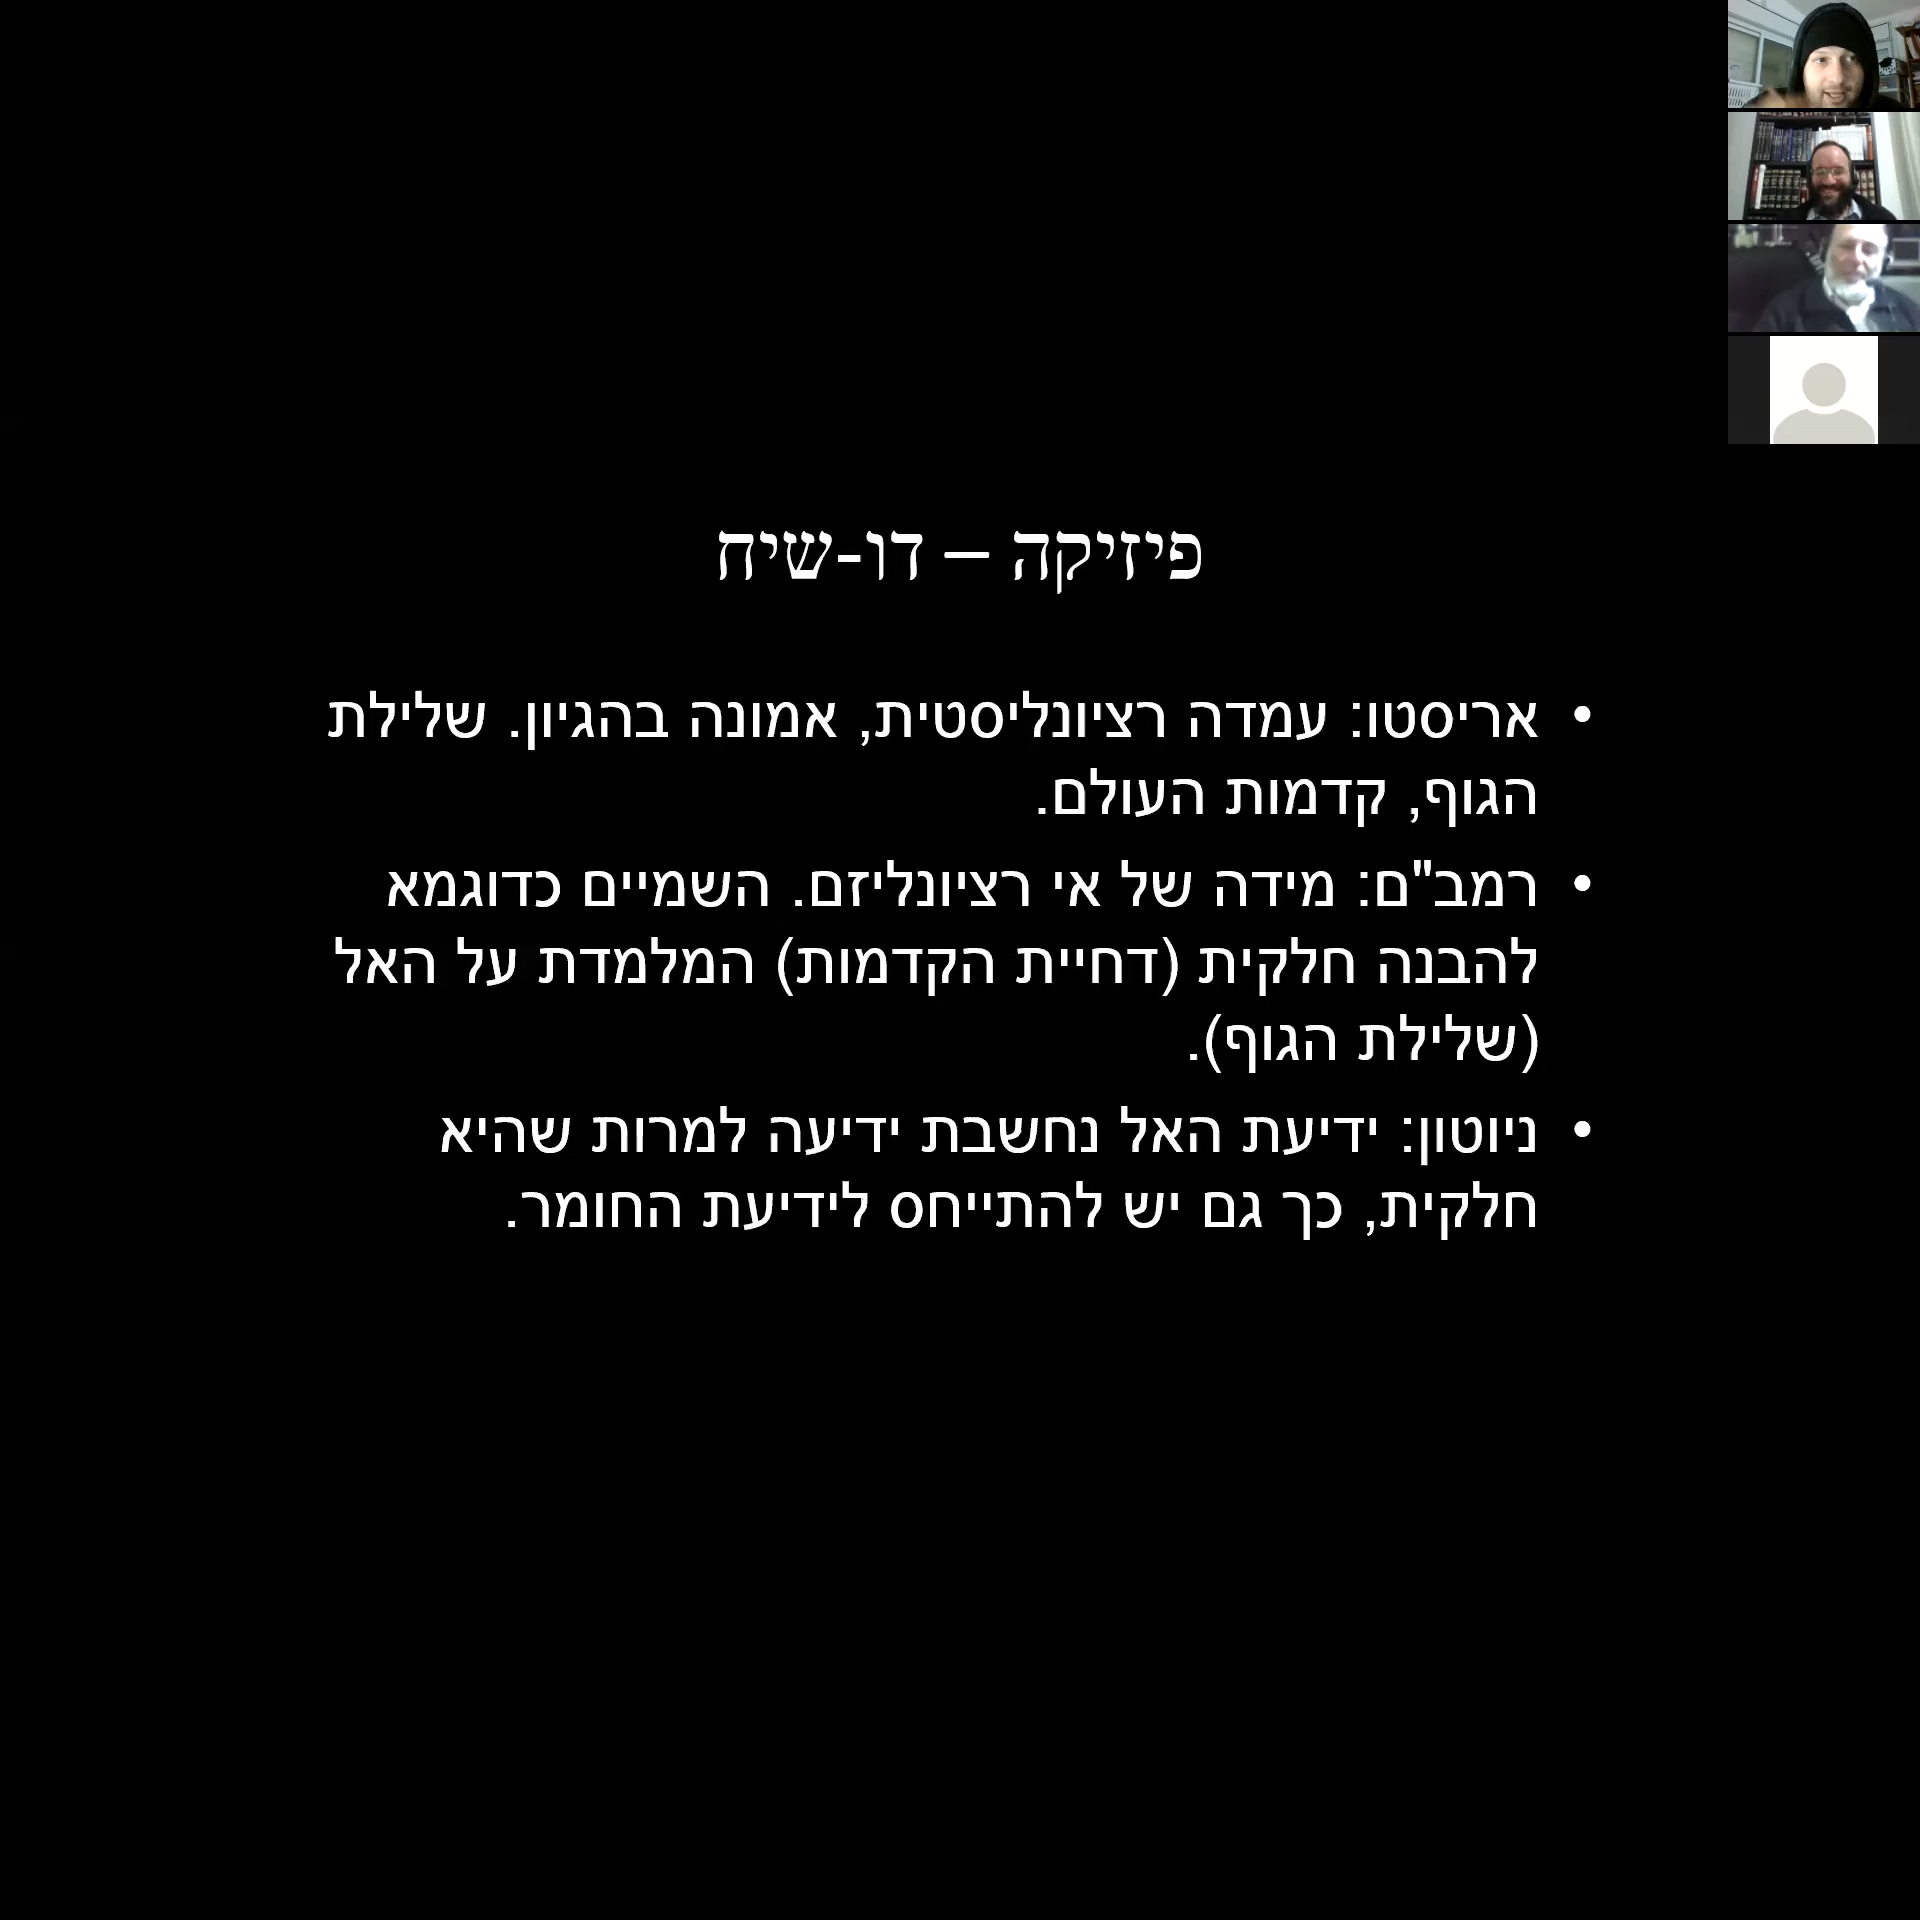 פיזיקה – דו-שיח
• אריסטו: עמדה רציונליסטית, אמונה בהגיון. שלילת
הגוף, קדמות העולם.
• רמב"ם: מידה של אי רציונליזם. השמיים כדוגמא
להבנה חלקית (דחיית הקדמות) המלמדת על האל
(שלילת הגוף).
• ניוטון: ידיעת האל נחשבת ידיעה למרות שהיא
חלקית, כך גם יש להתייחס לידיעת החומר.